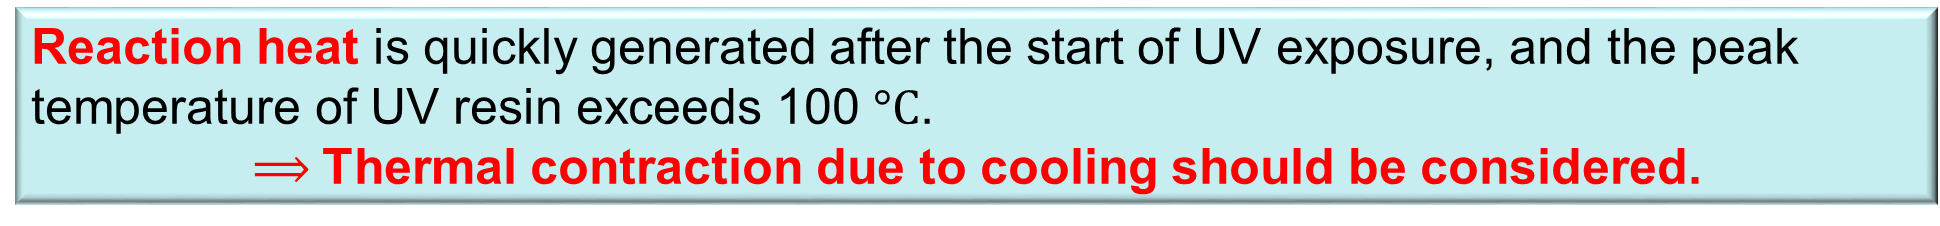 Reaction heat is quickly generated after the start of UV exposure, and the peak
temperature of UV resin exceeds 100 °C.
⟹ Thermal contraction due to cooling should be considered.